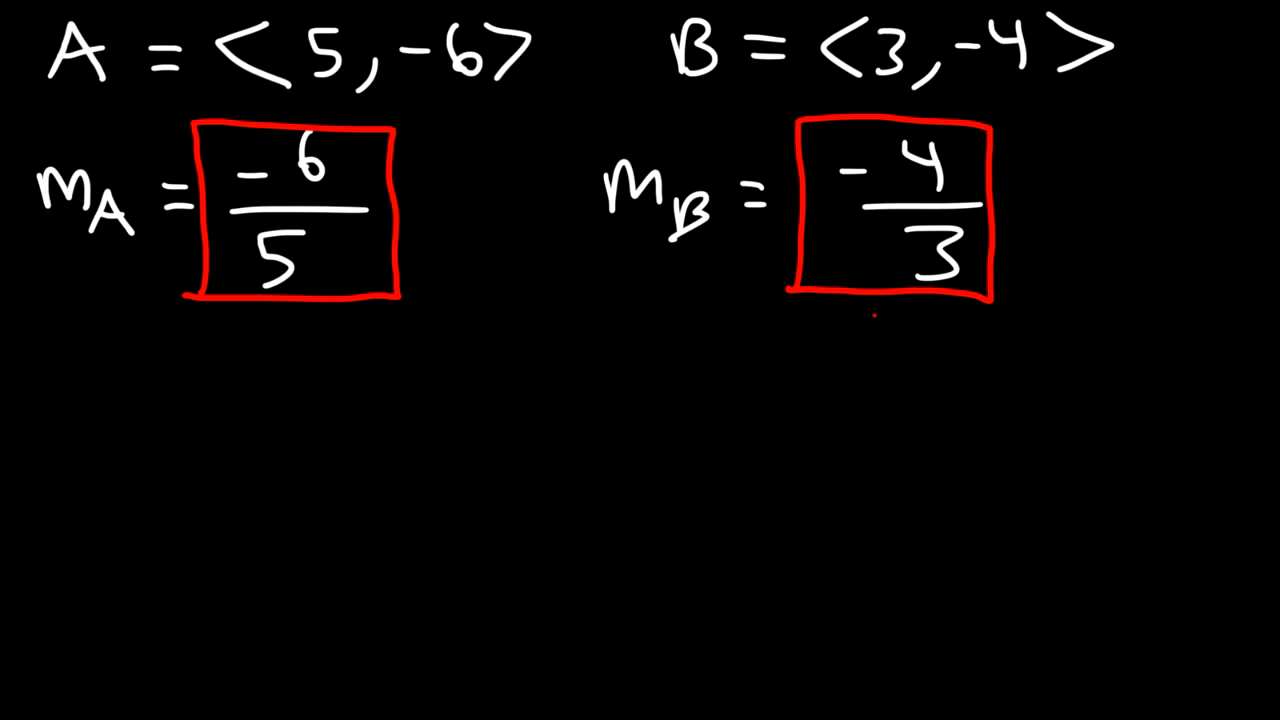 A = <5, -6> B = <3, -4>
m_A = -6/5 m_B = -4/3